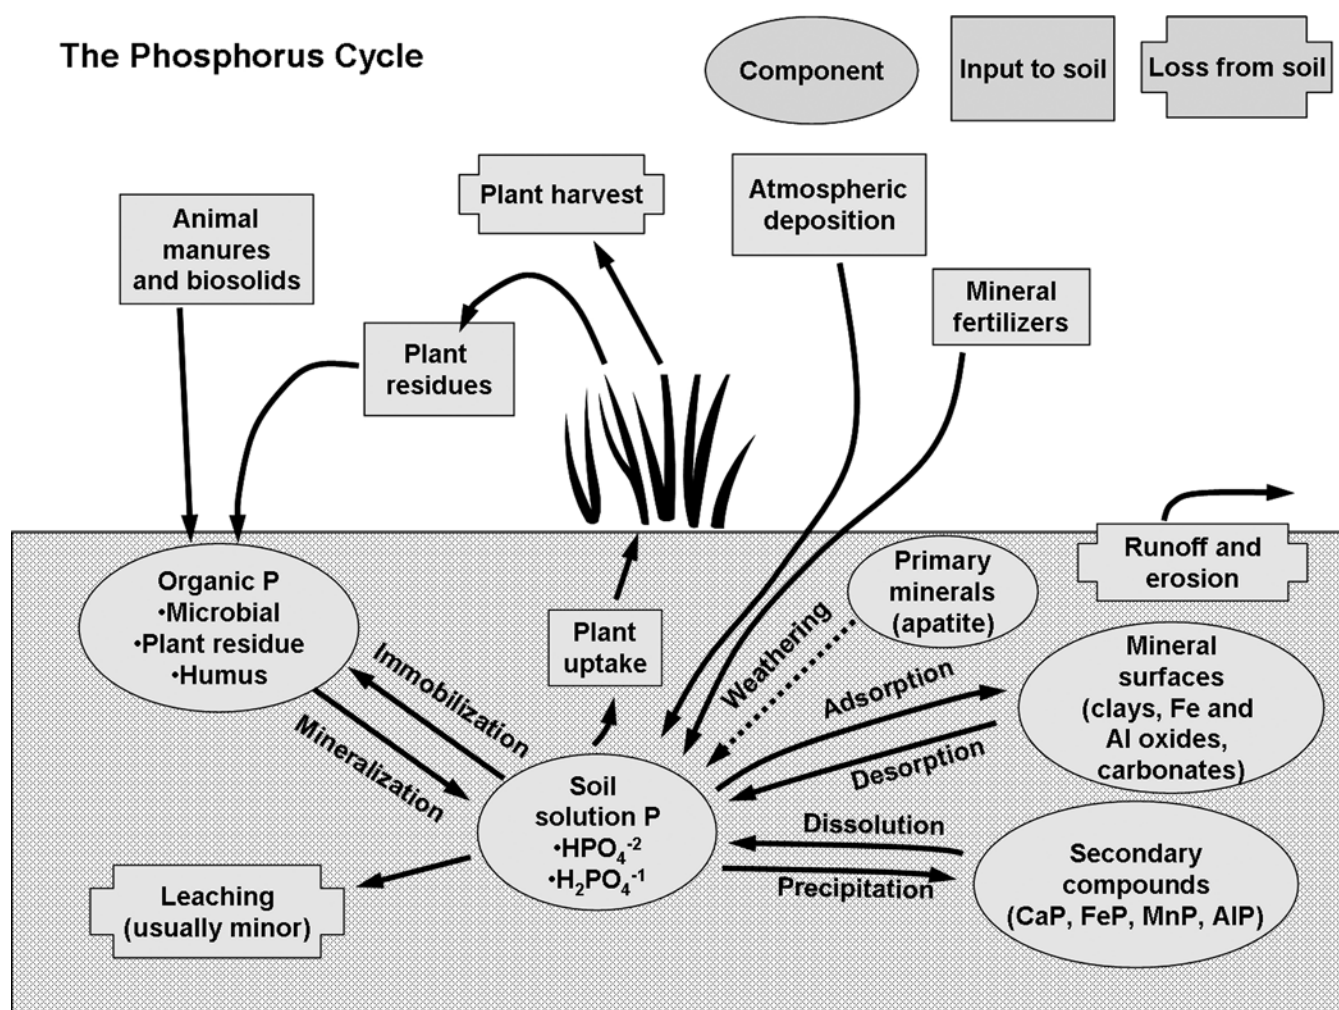 The Phosphorus Cycle
Component
Input to soil
Loss from soil
Plant harvest
Atmospheric
deposition
Animal
manures
and biosolids
Mineral
fertilizers
Plant
residues
Runoff and
erosion
Primary
minerals
(apatite)
Organic P
•Microbial
•Plant residue
•Humus
Plant
uptake
Immobilization
Mineralization
Weathering
Adsorption
Desorption
Mineral
surfaces
(clays, Fe and
Al oxides,
carbonates)
Soil
solution P
•HPO₄⁻²
•H₂PO₄⁻¹
Dissolution
Precipitation
Secondary
compounds
(CaP, FeP, MnP, AlP)
Leaching
(usually minor)